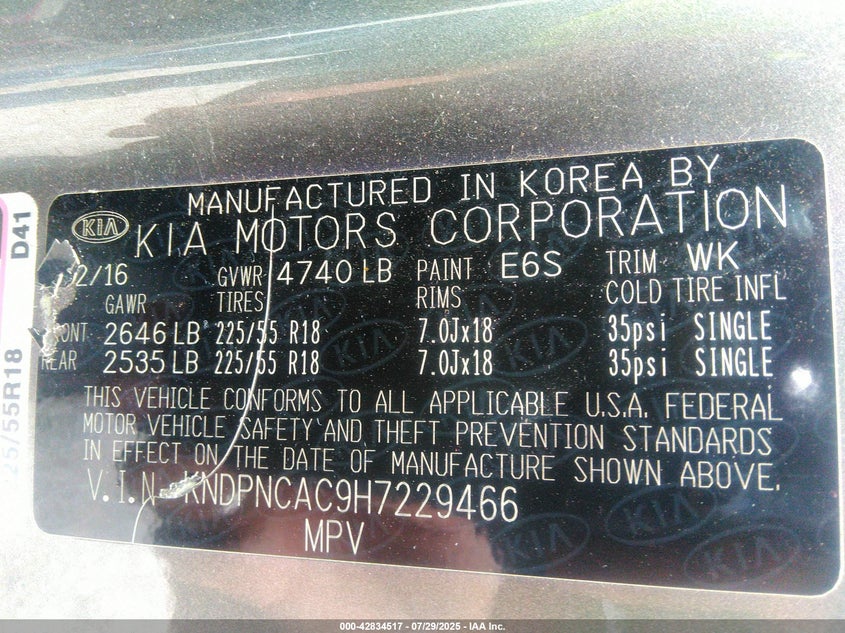 MANUFACTURED IN KOREA BY
KIA KIA MOTORS CORPORATION
2/16 GVWR 4740 LB PAINT E6S TRIM WK
GAWR TIRES RIMS COLD TIRE INFL
2646 LB 225/55 R18 7.0Jx18 35psi SINGLE
REAR 2535 LB 225/55 R18 7.0Jx18 35psi SINGLE
THIS VEHICLE CONFORMS TO ALL APPLICABLE U.S.A. FEDERAL
MOTOR VEHICLE SAFETY AND THEFT PREVENTION STANDARDS
IN EFFECT ON THE DATE OF MANUFACTURE SHOWN ABOVE.
V.I.N KNDPNCAC9H7229466
MPV
D41
25/55R18
000-42834517 / 07/29/2025 - IAA Inc.